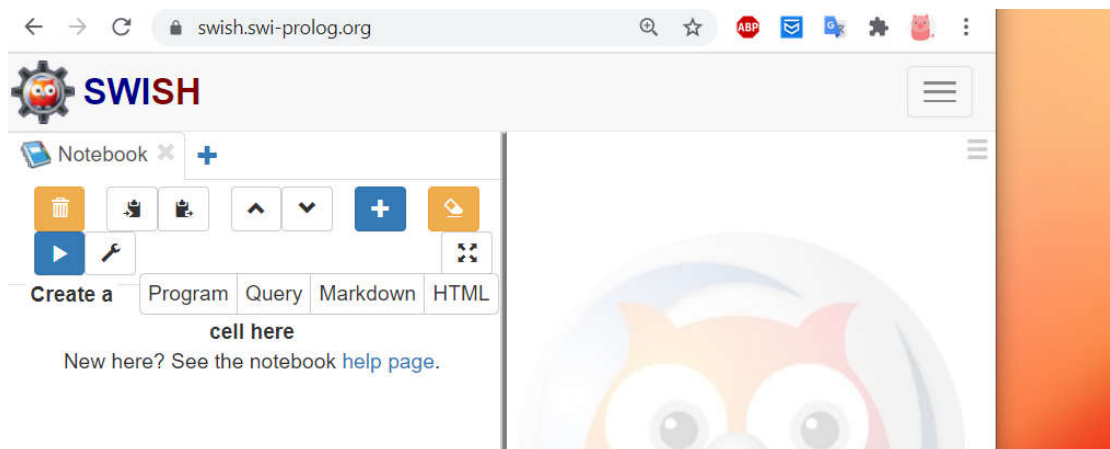 swish.swi-prolog.org
ABP
SWISH
Notebook
Create a Program Query Markdown HTML
cell here
New here? See the notebook help page.